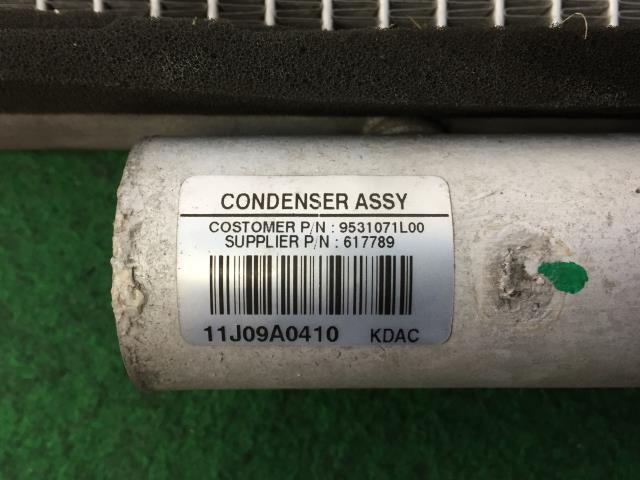 CONDENSER ASSY
COSTOMER P/N : 9531071L00
SUPPLIER P/N : 617789
11J09A0410 KDAC